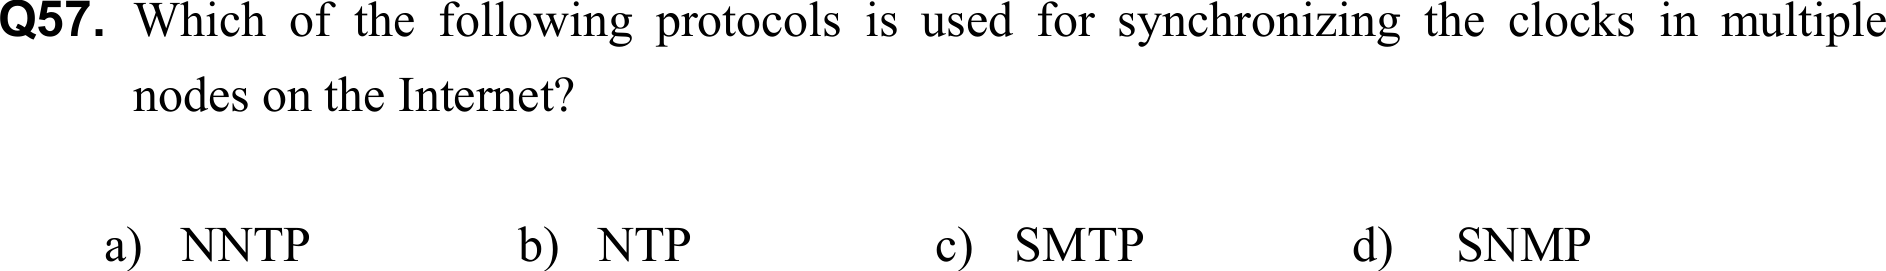 Q57. Which of the following protocols is used for synchronizing the clocks in multiple
nodes on the Internet?
a) NNTP b) NTP c) SMTP d) SNMP